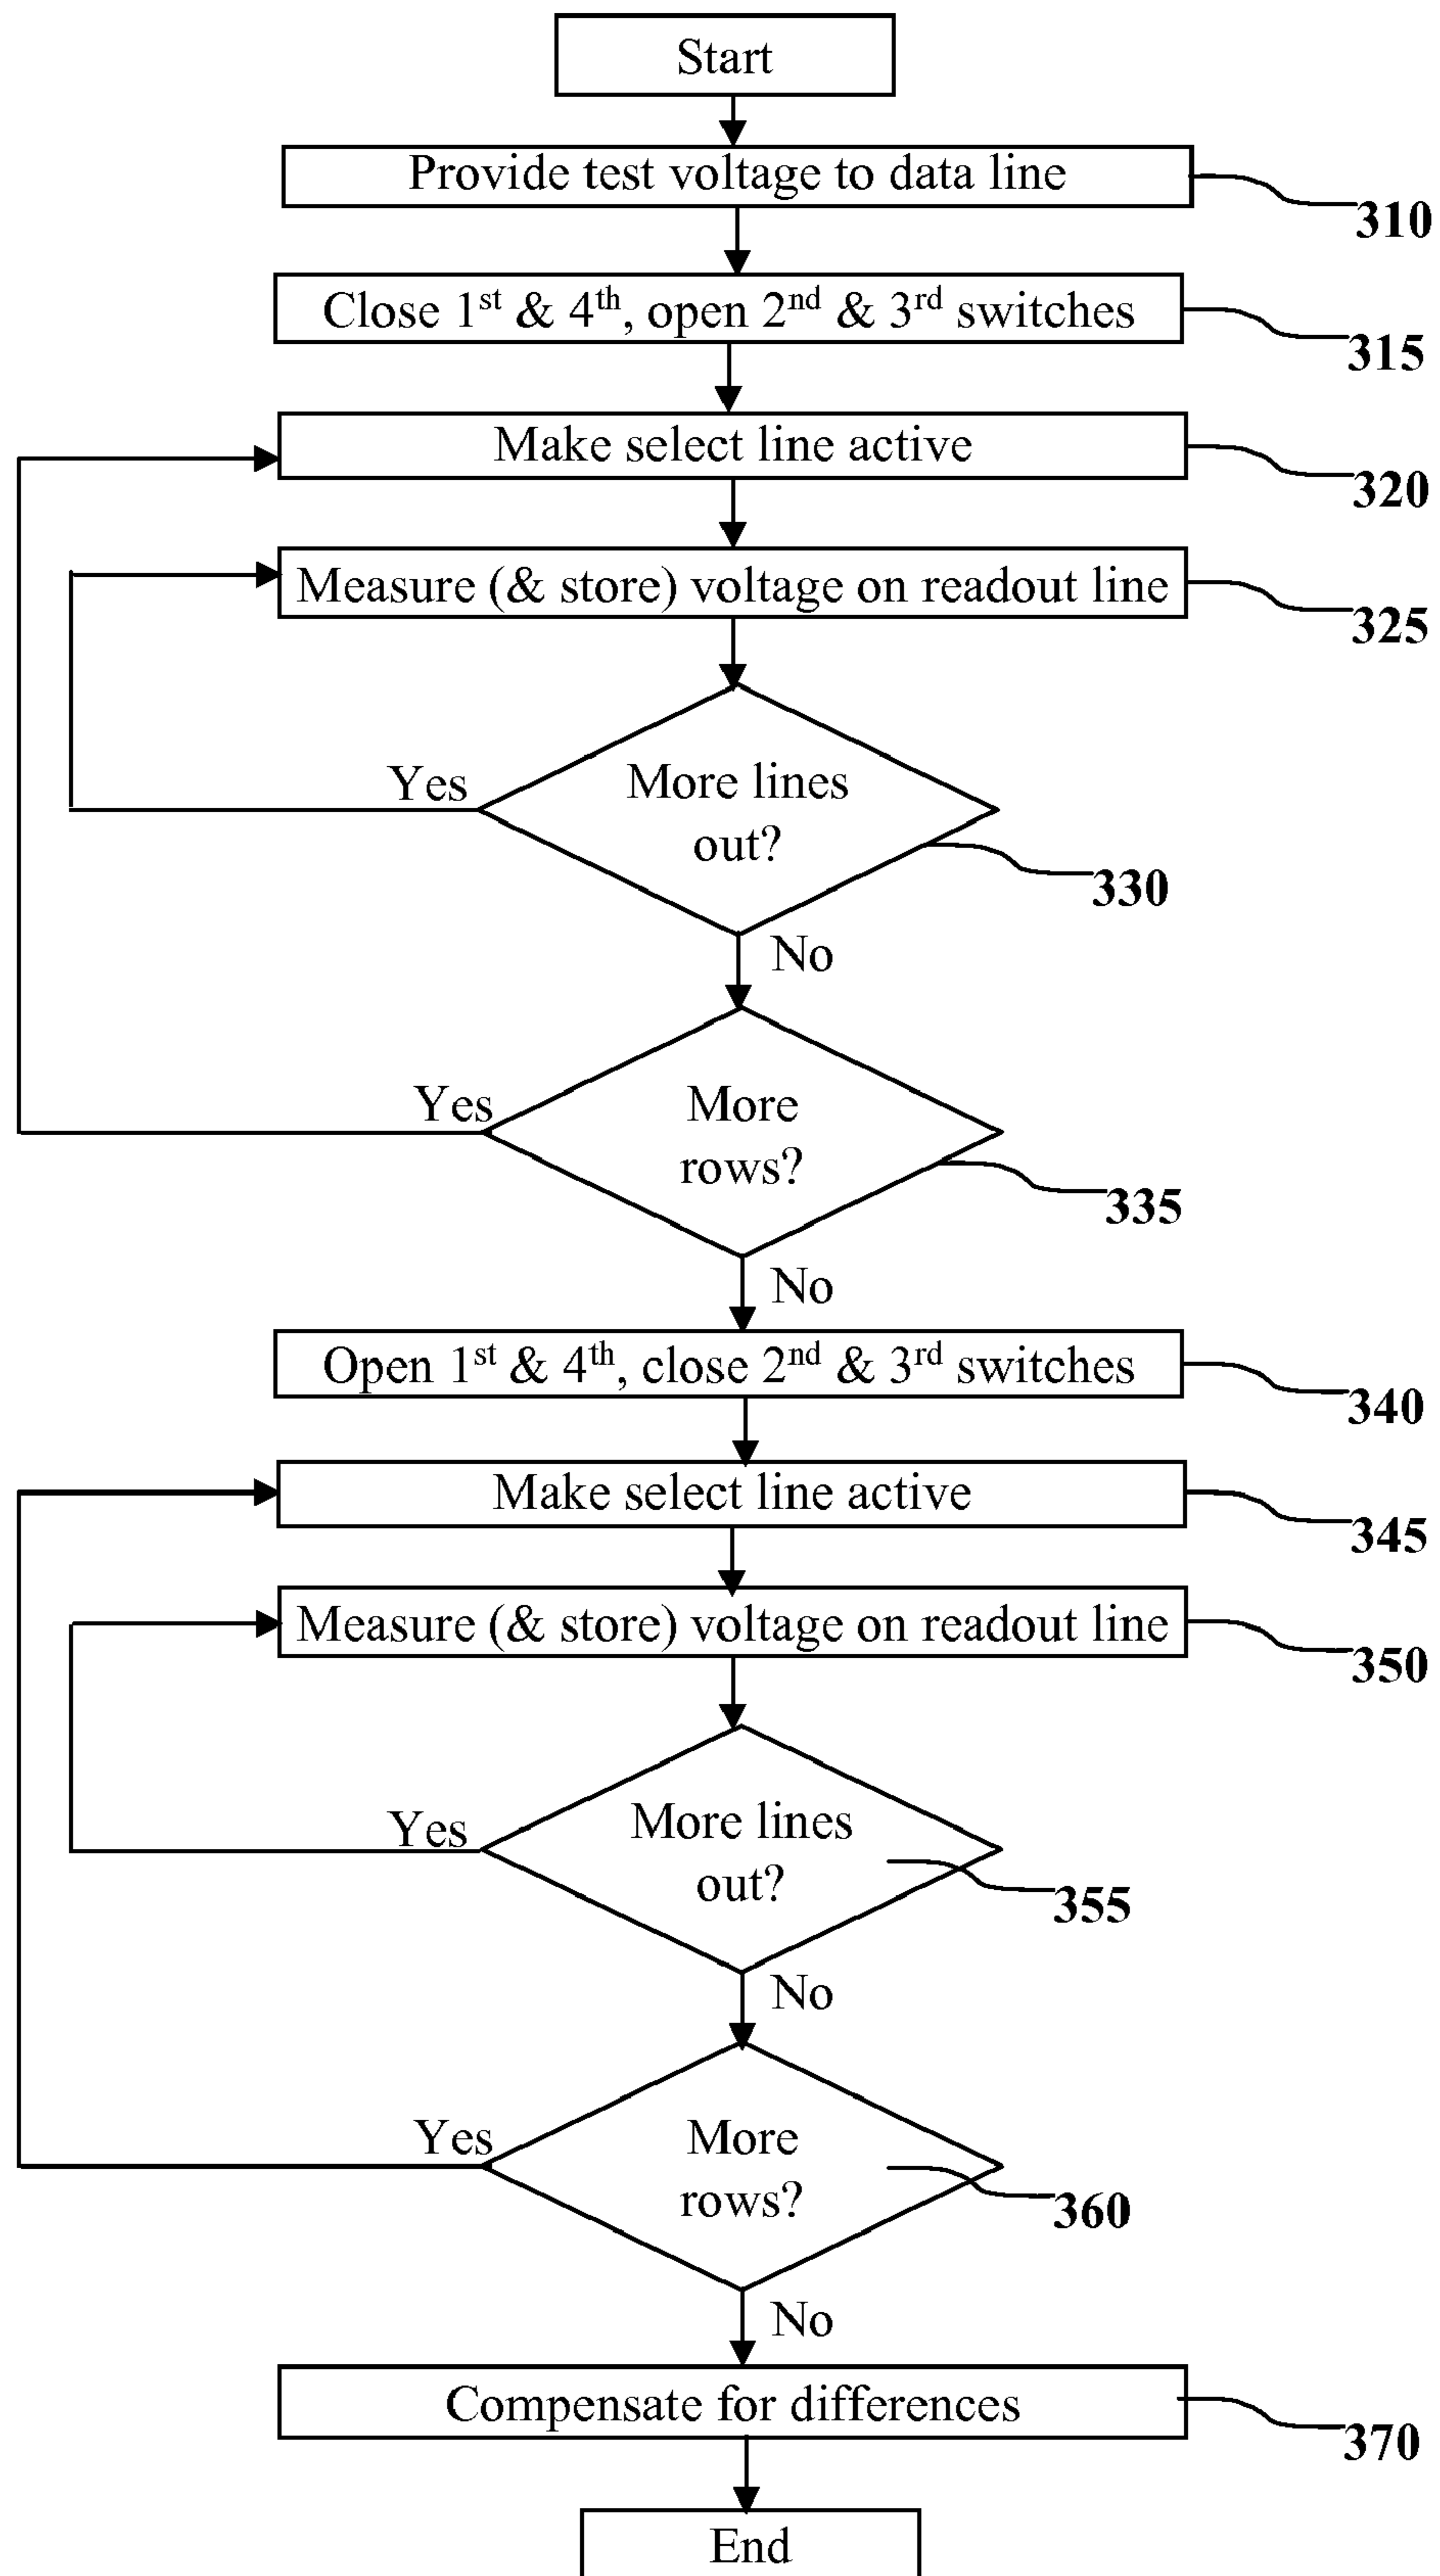 Start
Provide test voltage to data line
310
Close 1st & 4th, open 2nd & 3rd switches
315
Make select line active
320
Measure (& store) voltage on readout line
325
Yes
More lines
out?
330
No
Yes
More
rows?
335
No
Open 1st & 4th, close 2nd & 3rd switches
340
Make select line active
345
Measure (& store) voltage on readout line
350
Yes
More lines
out?
355
No
Yes
More
rows?
360
No
Compensate for differences
370
End